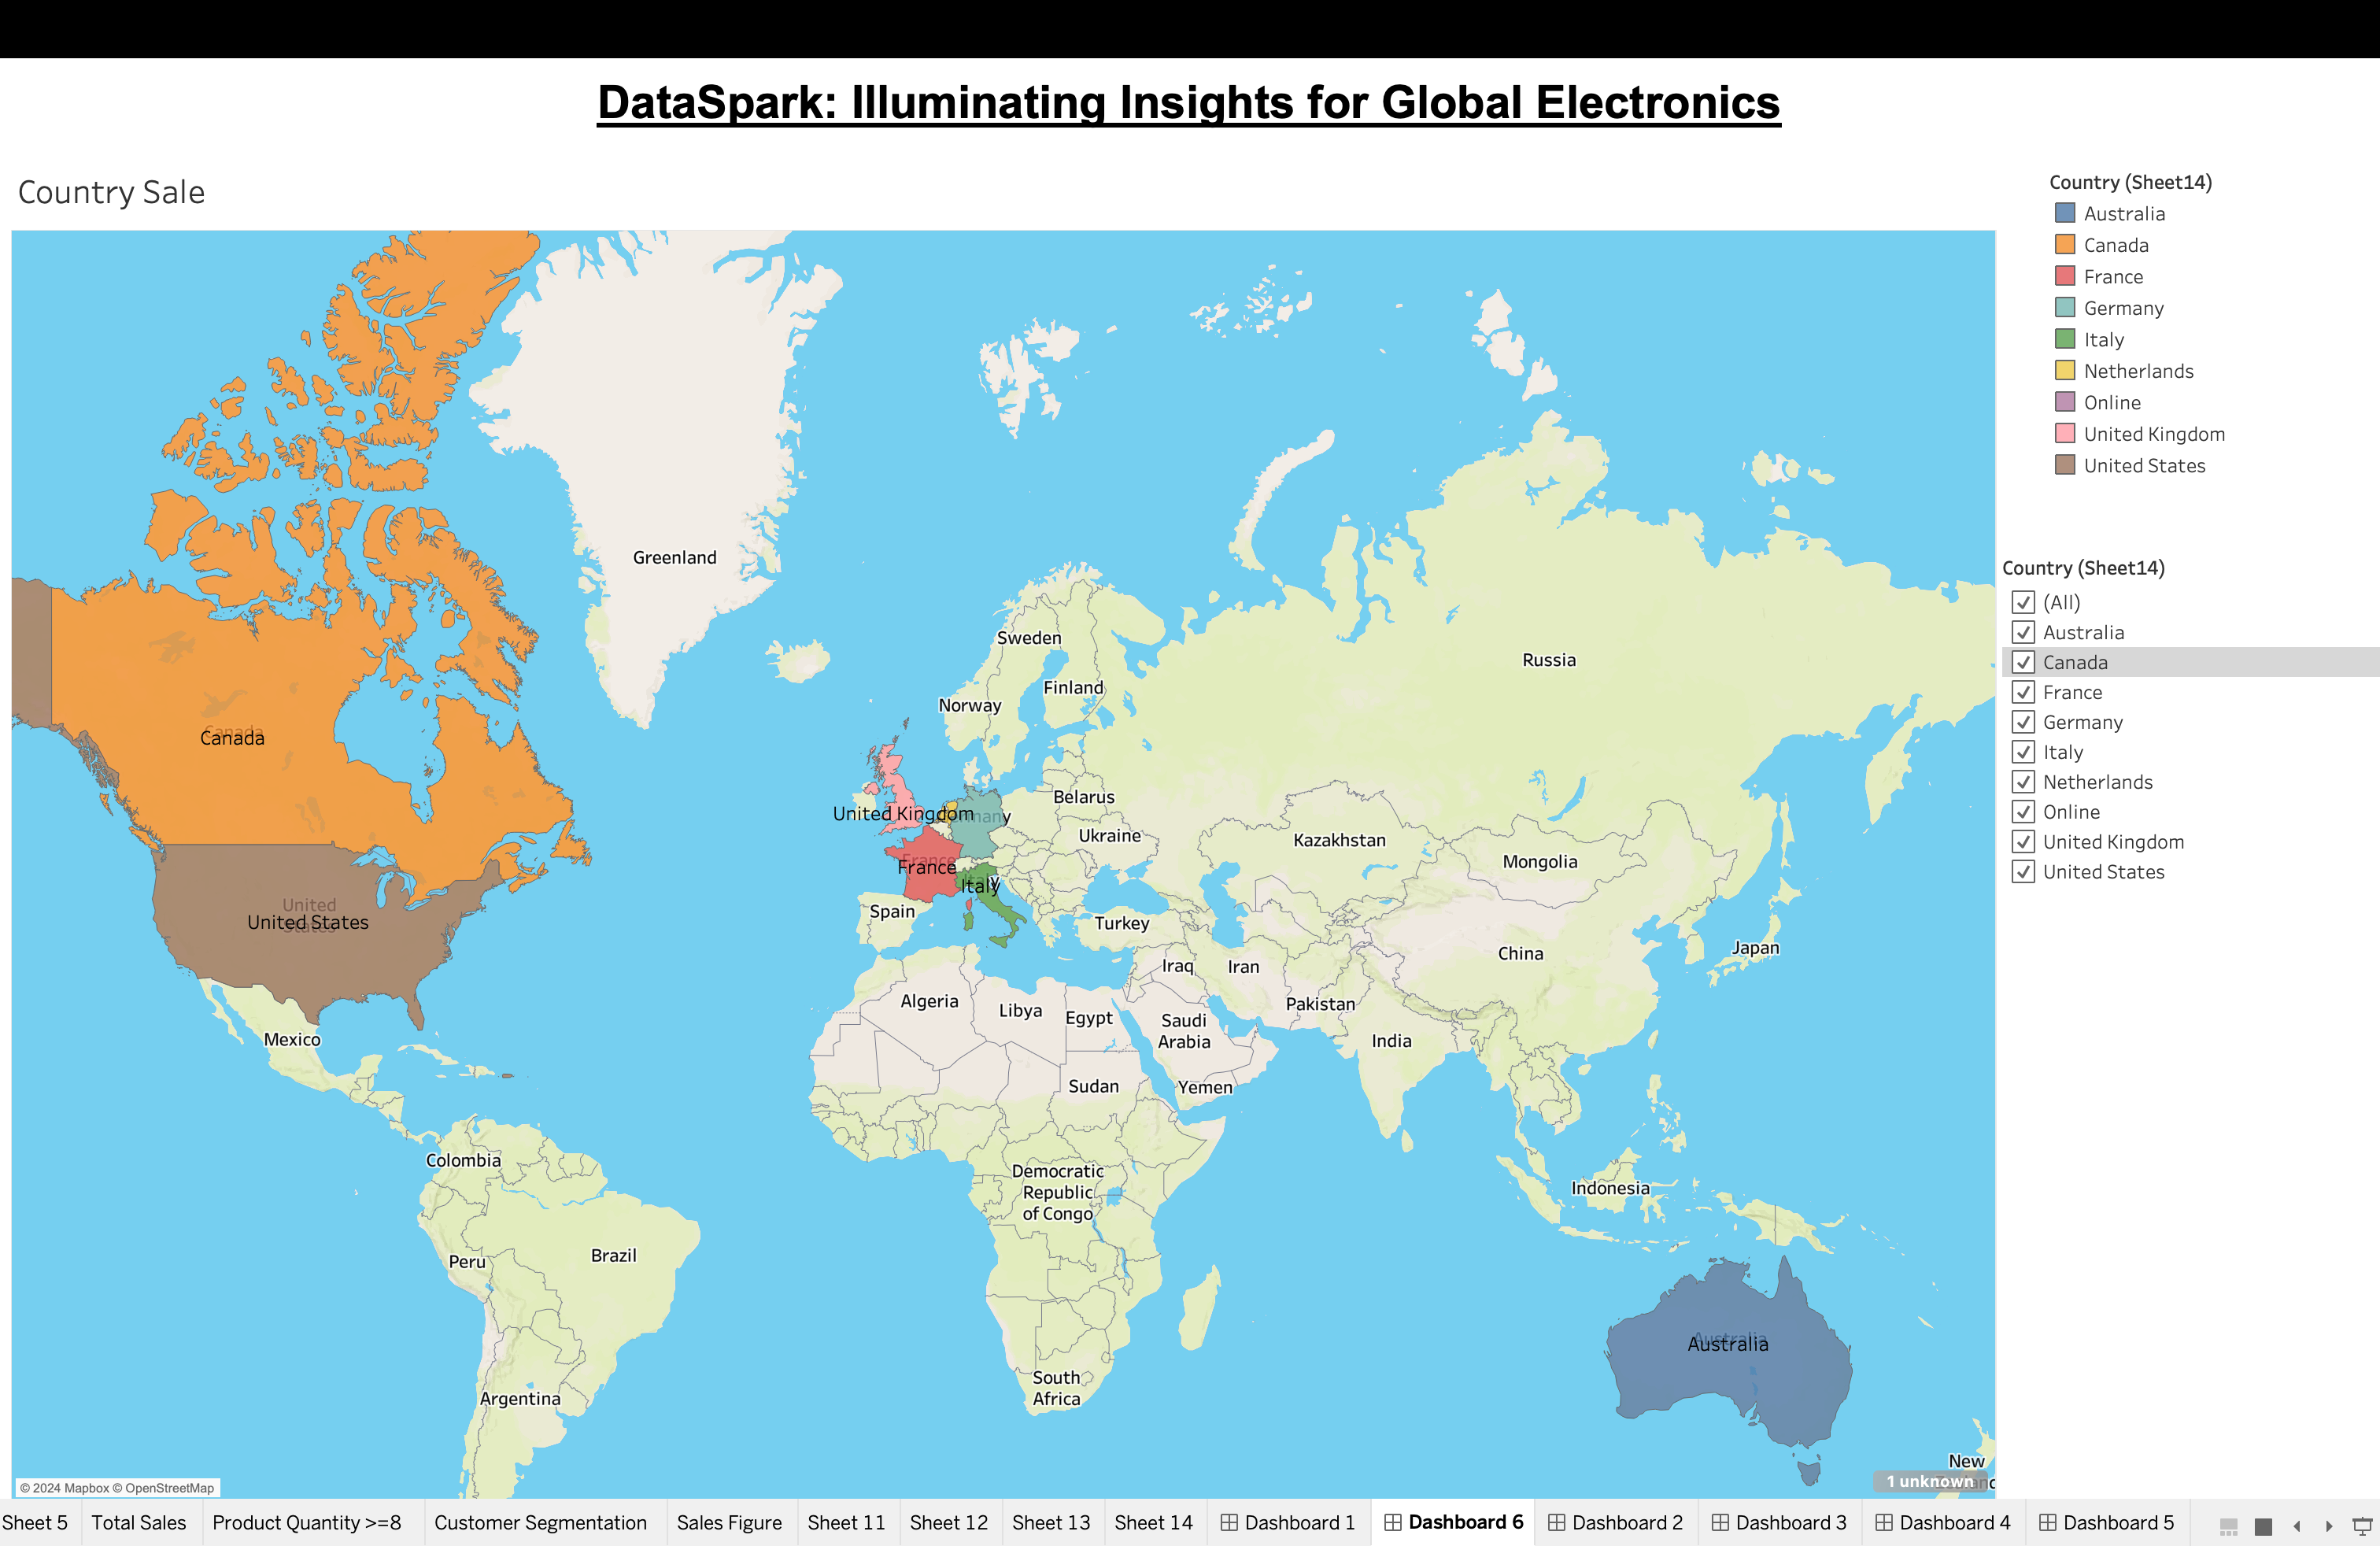 DataSpark: Illuminating Insights for Global Electronics
Country Sale
Country (Sheet14)
Australia
Canada
France
Germany
Italy
Netherlands
Online
United Kingdom
United States
Country (Sheet14)
(All)
Australia
Canada
France
Germany
Italy
Netherlands
Online
United Kingdom
United States
Greenland
Sweden
Russia
Finland
Norway
Canada
Canada
Belarus
United Kingdom
Germany
Ukraine
Kazakhstan
Mongolia
France
France
Italy
Italy
United
States
United States
Spain
Turkey
Japan
China
Iraq
Iran
Algeria
Libya
Egypt
Pakistan
Saudi
Arabia
India
Mexico
Sudan
Yemen
Colombia
Democratic
Republic
of Congo
Indonesia
Peru
Brazil
Australia
Australia
South
Africa
Argentina
New
1 unknown
© 2024 Mapbox © OpenStreetMap
Sheet 5
Total Sales
Product Quantity >=8
Customer Segmentation
Sales Figure
Sheet 11
Sheet 12
Sheet 13
Sheet 14
Dashboard 1
Dashboard 6
Dashboard 2
Dashboard 3
Dashboard 4
Dashboard 5